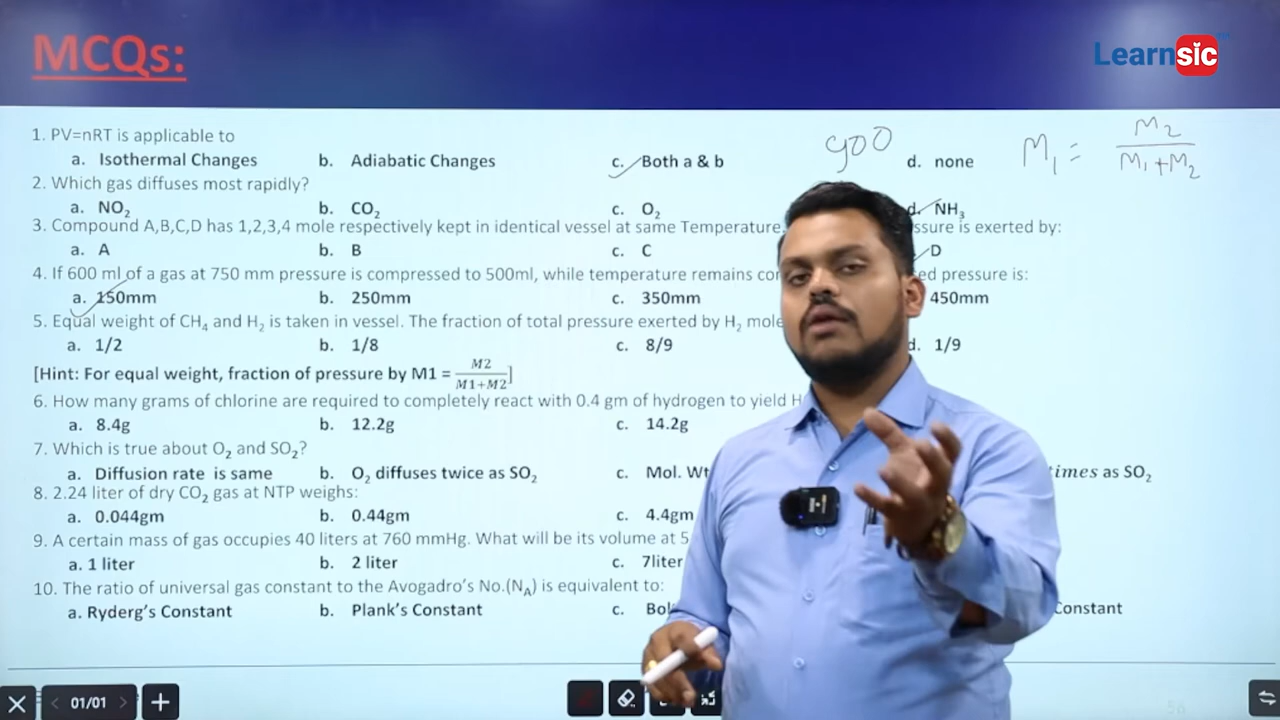 MCQs:
Learnsic
1. PV=nRT is applicable to
a. Isothermal Changes b. Adiabatic Changes c. Both a & b d. none
900
M₁ = M₂/(M₁+M₂)
2. Which gas diffuses most rapidly?
a. NO₂ b. CO₂ c. O₂ d. NH₃
3. Compound A,B,C,D has 1,2,3,4 mole respectively kept in identical vessel at same Temperature. ssure is exerted by:
a. A b. B c. C D
4. If 600 ml of a gas at 750 mm pressure is compressed to 500ml, while temperature remains ed pressure is:
a. 150mm b. 250mm c. 350mm 450mm
5. Equal weight of CH₄ and H₂ is taken in vessel. The fraction of total pressure exerted by H₂ mole
a. 1/2 b. 1/8 c. 8/9 d. 1/9
[Hint: For equal weight, fraction of pressure by M1 = M2/(M1+M2)]
6. How many grams of chlorine are required to completely react with 0.4 gm of hydrogen to yield H
a. 8.4g b. 12.2g c. 14.2g
7. Which is true about O₂ and SO₂?
a. Diffusion rate is same b. O₂ diffuses twice as SO₂ c. Mol. Wt times as SO₂
8. 2.24 liter of dry CO₂ gas at NTP weighs:
a. 0.044gm b. 0.44gm c. 4.4gm
9. A certain mass of gas occupies 40 liters at 760 mmHg. What will be its volume at 5
a. 1 liter b. 2 liter c. 7liter
10. The ratio of universal gas constant to the Avogadro's No.(Nᴀ) is equivalent to:
a. Ryderg's Constant b. Plank's Constant c. Bol Constant
01/01